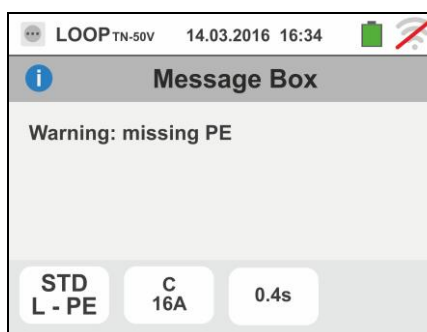 LOOP TN-50V 14.03.2016 16:34
i Message Box
Warning: missing PE
STD C 0.4s
L - PE 16A